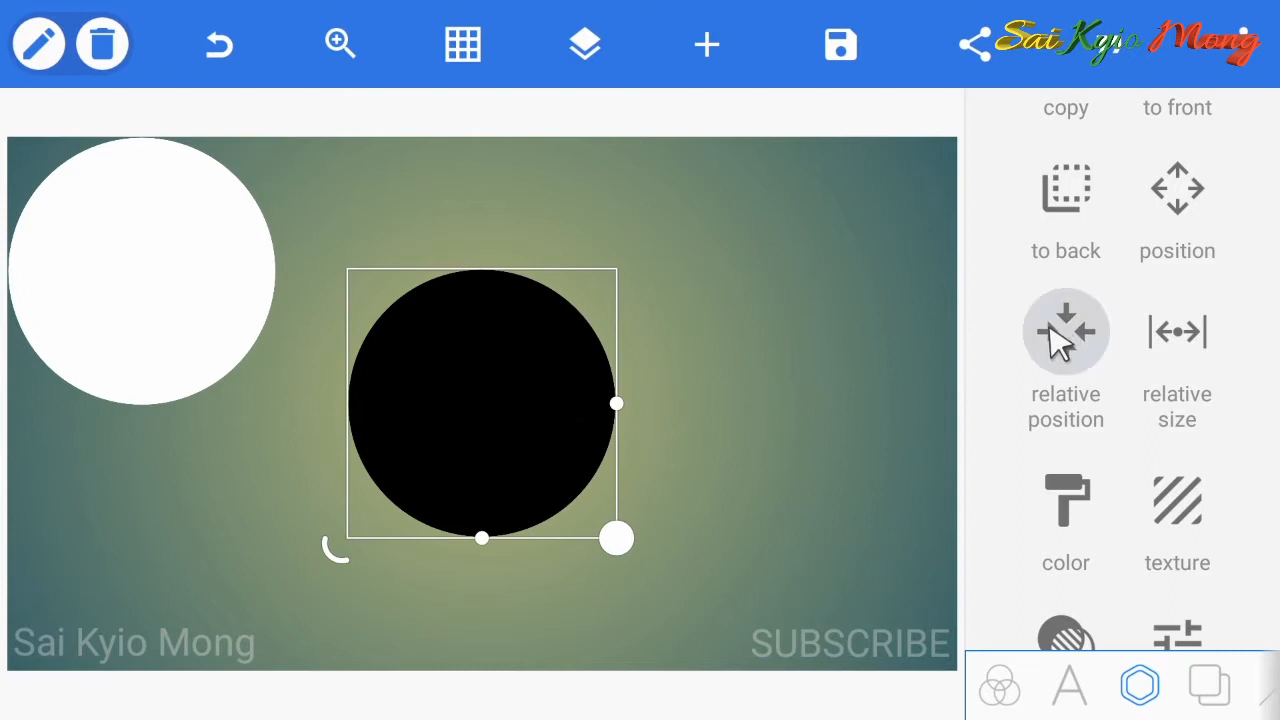 Sai Kyio Mong
copy
to front
to back
position
relative
position
relative
size
color
texture
Sai Kyio Mong
SUBSCRIBE